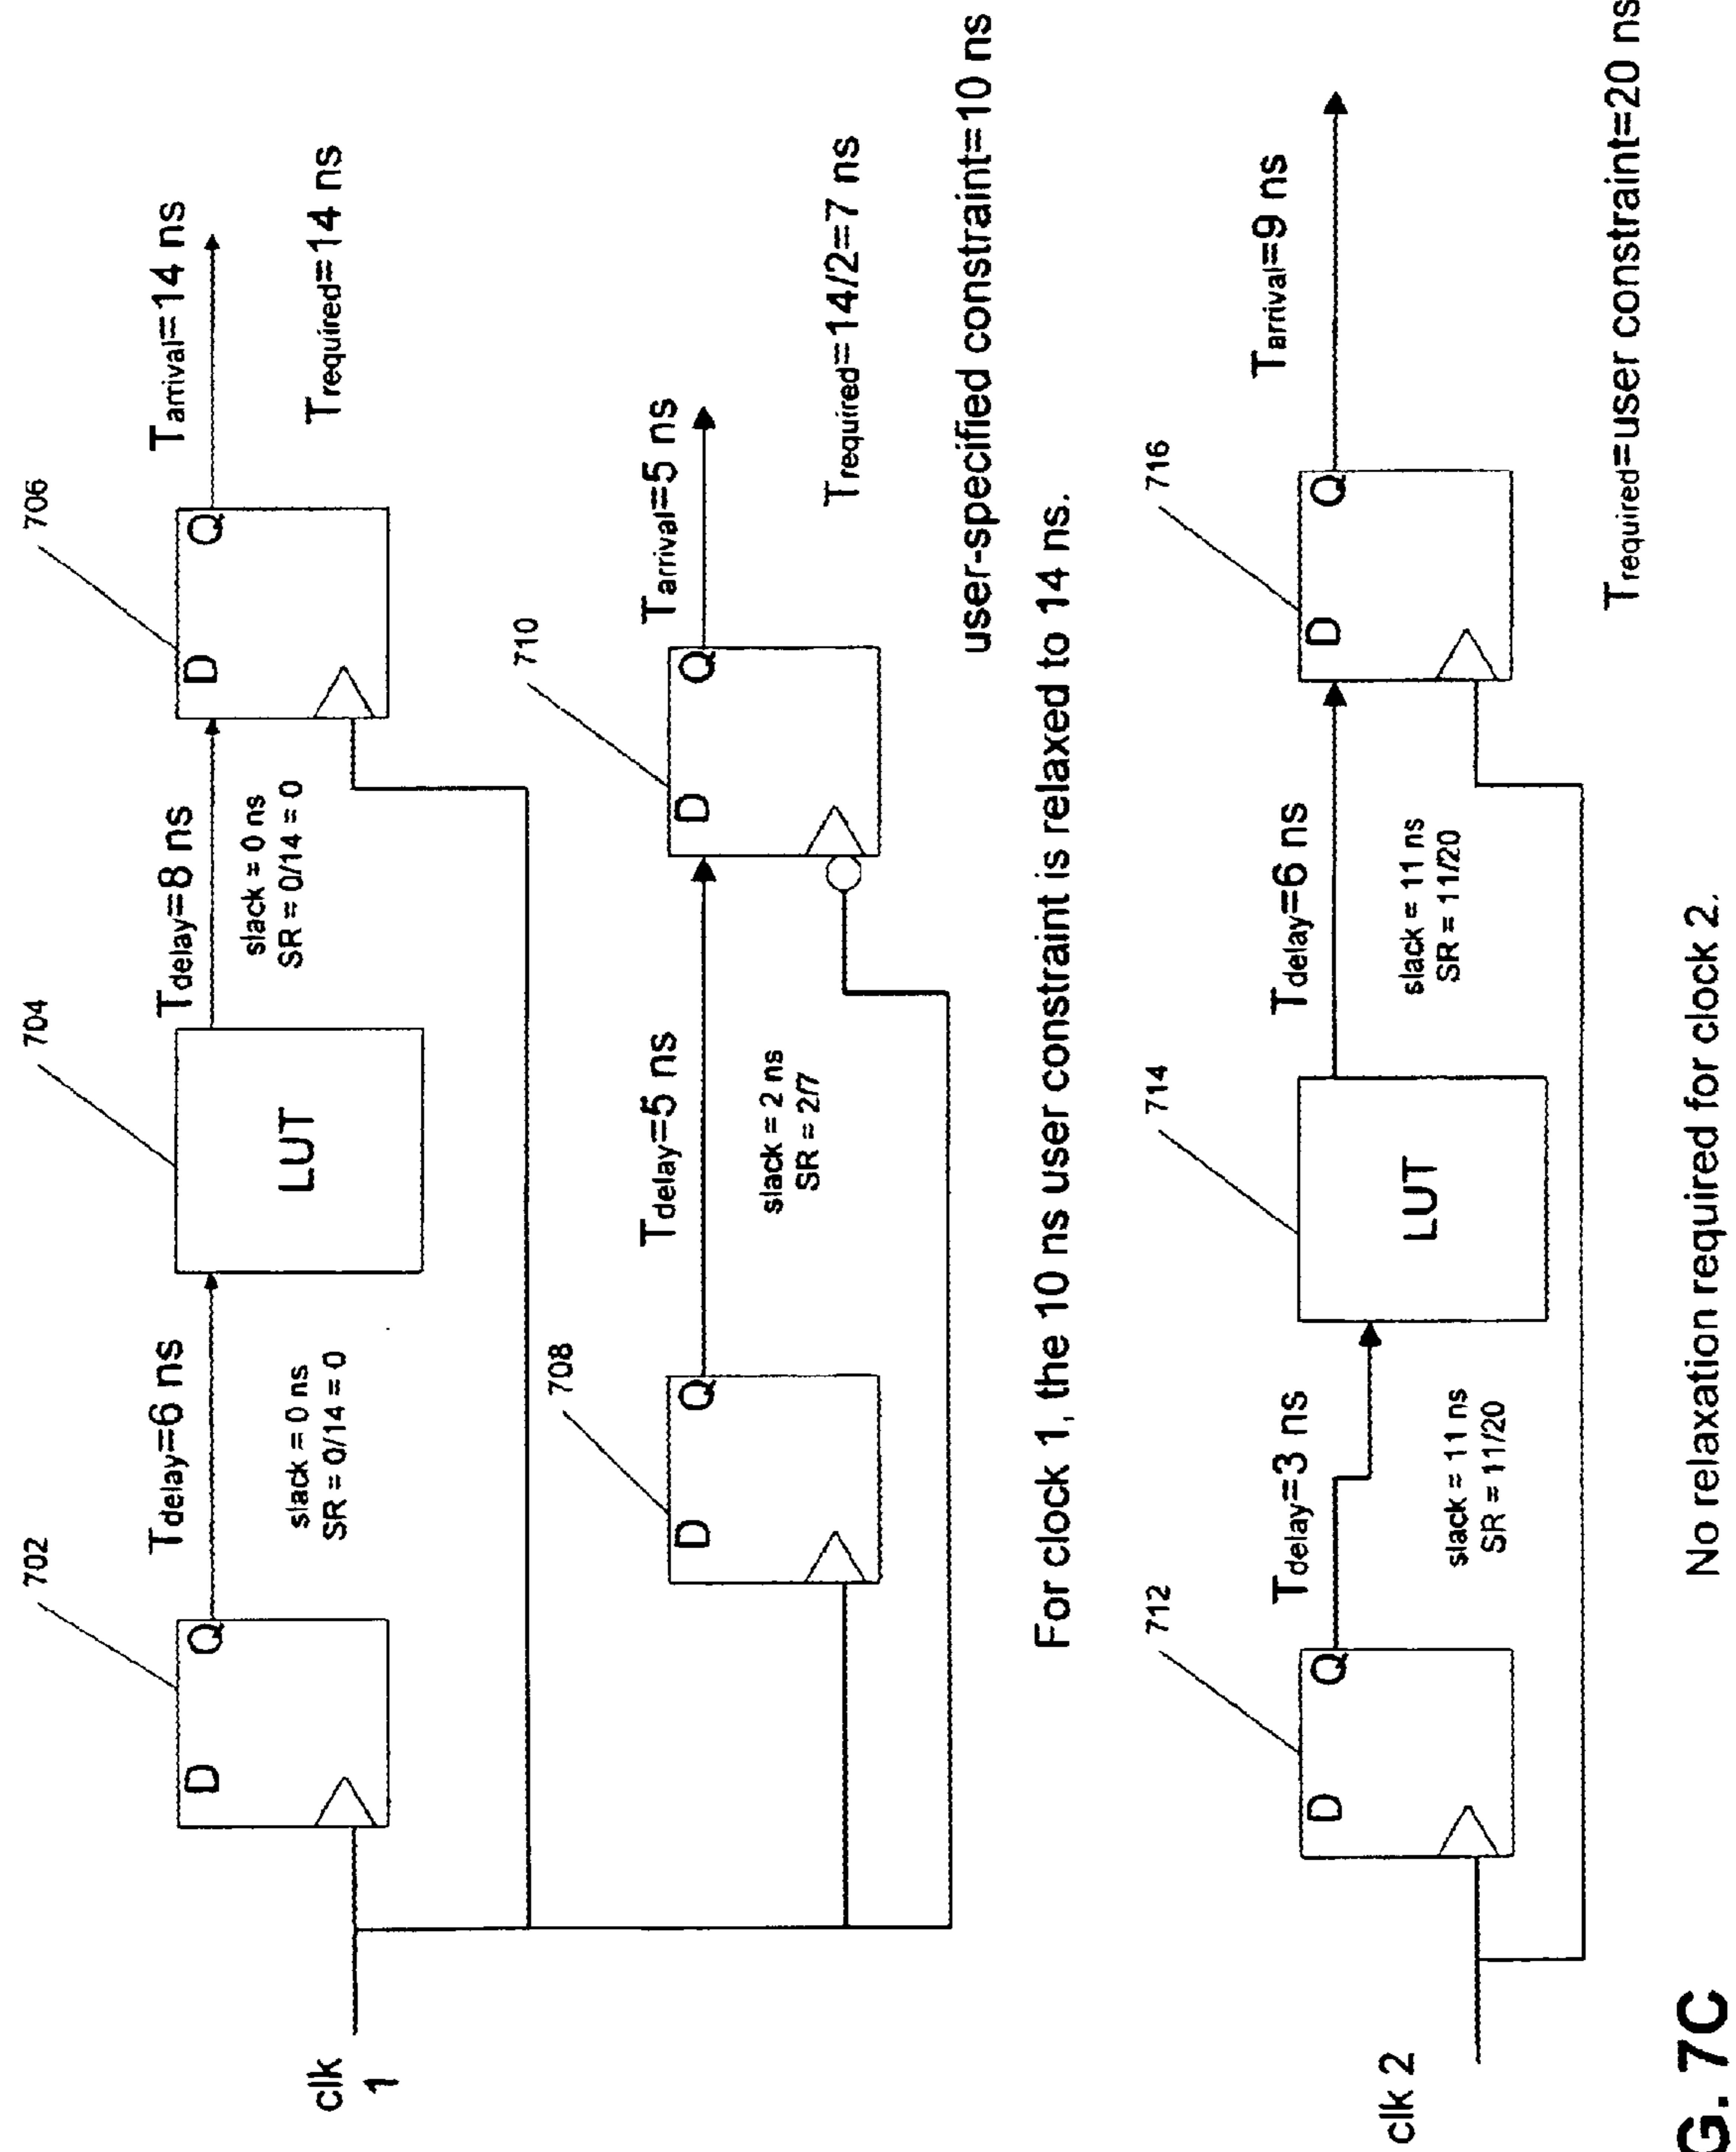 702
704
706
D
Q
Tdelay=6 ns
LUT
Tdelay=8 ns
D
Q
Tarrival=14 ns
slack = 0 ns
SR = 0/14 = 0
slack = 0 ns
SR = 0/14 = 0
Trequired=14 ns
clk
1
708
710
D
Q
Tdelay=5 ns
D
Q
Tarrival=5 ns
slack = 2 ns
SR = 2/7
Trequired=14/2=7 ns
user-specified constraint=10 ns
For clock 1, the 10 ns user constraint is relaxed to 14 ns.
712
714
716
D
Q
Tdelay=3 ns
LUT
Tdelay=6 ns
D
Q
Tarrival=9 ns
slack = 11 ns
SR = 11/20
slack = 11 ns
SR = 11/20
clk 2
Trequired=user constraint=20 ns
No relaxation required for clock 2.
G. 7C